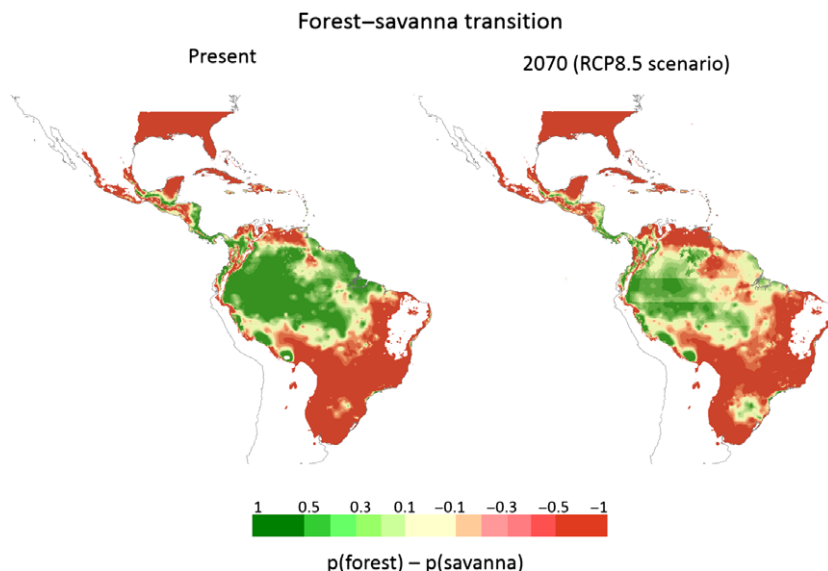 Forest–savanna transition
Present
2070 (RCP8.5 scenario)
1 0.5 0.3 0.1 –0.1 –0.3 –0.5 –1
p(forest) – p(savanna)